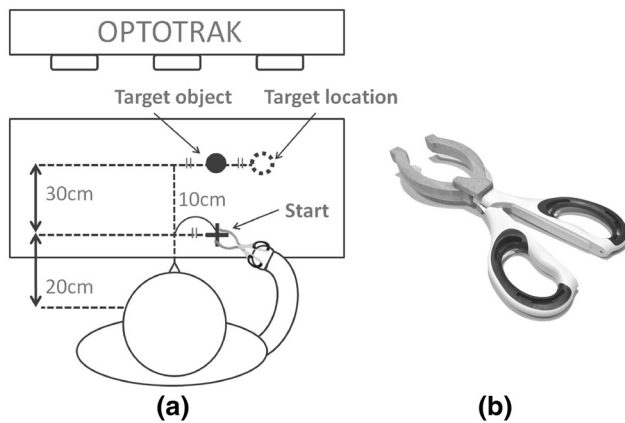 OPTOTRAK
Target object
Target location
30cm
10cm
Start
20cm
(a)
(b)